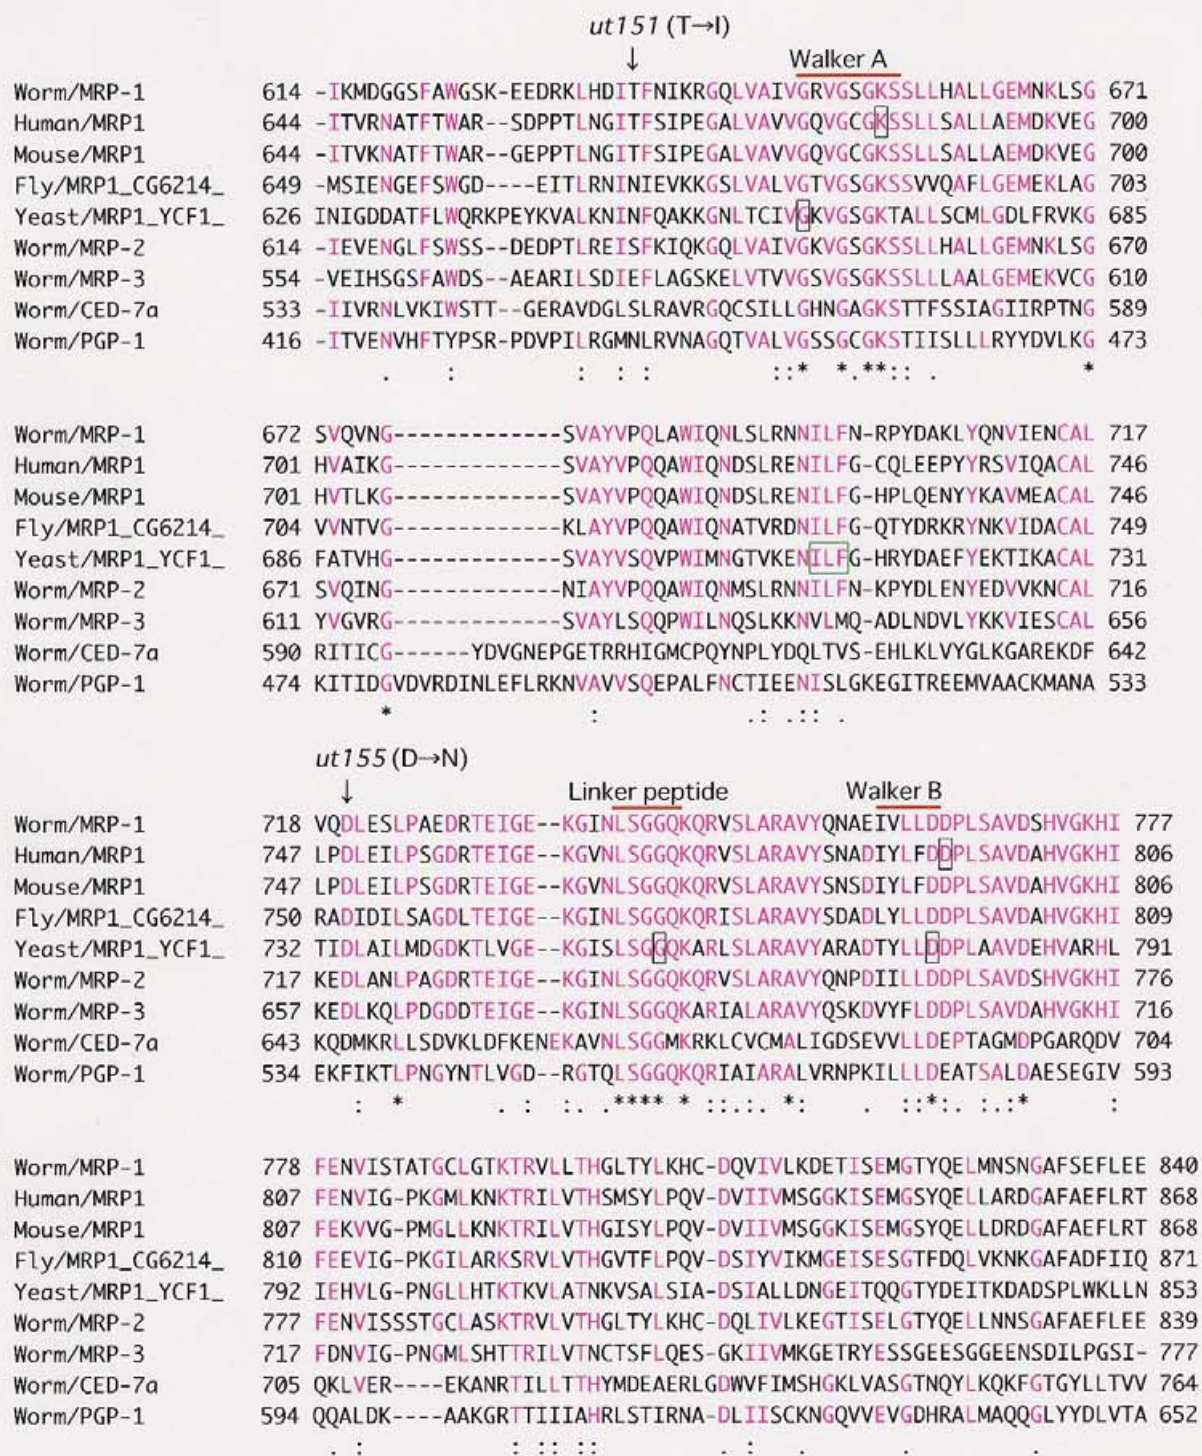 ut151 (T→I)
↓
Walker A
Worm/MRP-1 614 -IKMDGGSFAWGSK-EEDRKLHDITFNIKRGQLVAIVGRVGSGKSSLLHALLGEMNKLSG 671
Human/MRP1 644 -ITVRNATFTWAR--SDPPTLNGITFSIPEGALVAVVGQVGCGKSSLLSALLAEMDKVEG 700
Mouse/MRP1 644 -ITVKNATFTWAR--GEPPTLNGITFSIPEGALVAVVGQVGCGKSSLLSALLAEMDKVEG 700
Fly/MRP1_CG6214_ 649 -MSIENGEFSWGD----EITLRNINIEVKKGSLVALVGTVGSGKSSVVQAFLGEMEKLAG 703
Yeast/MRP1_YCF1_ 626 INIGDDATFLWQRKPEYKVALKNINFQAKKGNLTCIVGKVGSGKTALLSCMLGDLFRVKG 685
Worm/MRP-2 614 -IEVENGLFSWSS--DEDPTLREISFKIQKGQLVAIVGKVGSGKSSLLHALLGEMNKLSG 670
Worm/MRP-3 554 -VEIHSGSFAWDS--AEARILSDIEFLAGSKELVTVVGSVGSGKSSLLLAALGEMEKVCG 610
Worm/CED-7a 533 -IIVRNLVKIWSTT--GERAVDGLSLRAVRGQCSILLGHNGAGKSTTFSSIAGIIRPTNG 589
Worm/PGP-1 416 -ITVENVHFTYPSR-PDVPILRGMNLRVNAGQTVALVGSSGCGKSTIISLLLRYYDVLKG 473
. : : : : ::* *.**:: . *
Worm/MRP-1 672 SVQVNG-------------SVAYVPQLAWIQNLSLRNNILFN-RPYDAKLYQNVIENCAL 717
Human/MRP1 701 HVAIKG-------------SVAYVPQQAWIQNDSLRENILFG-CQLEEPYYRSVIQACAL 746
Mouse/MRP1 701 HVTLKG-------------SVAYVPQQAWIQNDSLRENILFG-HPLQENYYKAVMEACAL 746
Fly/MRP1_CG6214_ 704 VVNTVG-------------KLAYVPQQAWIQNATVRDNILFG-QTYDRKRYNKVIDACAL 749
Yeast/MRP1_YCF1_ 686 FATVHG-------------SVAYVSQVPWIMNGTVKENILFG-HRYDAEFYEKTIKACAL 731
Worm/MRP-2 671 SVQING-------------NIAYVPQQAWIQNMSLRNNILFN-KPYDLENYEDVVKNCAL 716
Worm/MRP-3 611 YVGVRG-------------SVAYLSQQPWILNQSLKKNVLMQ-ADLNDVLYKKVIESCAL 656
Worm/CED-7a 590 RITICG------YDVGNEPGETRRHIGMCPQYNPLYDQLTVS-EHLKLVYGLKGAREKDF 642
Worm/PGP-1 474 KITIDGVDVRDINLEFLRKNVAVVSQEPALFNCTIEENISLGKEGITREEMVAACKMANA 533
* : .: .:: .
ut155 (D→N)
↓
Linker peptide Walker B
Worm/MRP-1 718 VQDLESLPAEDRTEIGE--KGINLSGGQKQRVSLARAVYQNAEIVLLDDPLSAVDSHVGKHI 777
Human/MRP1 747 LPDLEILPSGDRTEIGE--KGVNLSGGQKQRVSLARAVYSNADIYLFDDPLSAVDAHVGKHI 806
Mouse/MRP1 747 LPDLEILPSGDRTEIGE--KGVNLSGGQKQRVSLARAVYSNSDIYLFDDPLSAVDAHVGKHI 806
Fly/MRP1_CG6214_ 750 RADIDILSAGDLTEIGE--KGINLSGGQKQRISLARAVYSDADLYLLDDPLSAVDAHVGKHI 809
Yeast/MRP1_YCF1_ 732 TIDLAILMDGDKTLVGE--KGISLSGGQKARLSLARAVYARADTYLLDDPLAAVDEHVARHL 791
Worm/MRP-2 717 KEDLANLPAGDRTEIGE--KGINLSGGQKQRVSLARAVYQNPDIILLDDPLSAVDSHVGKHI 776
Worm/MRP-3 657 KEDLKQLPDGDDTEIGE--KGINLSGGQKARIALARAVYQSKDVYFLDDPLSAVDAHVGKHI 716
Worm/CED-7a 643 KQDMKRLLSDVKLDFKENEKAVNLSGGMKRKLCVCMALIGDSEVVLLDEPTAGMDPGARQDV 704
Worm/PGP-1 534 EKFIKTLPNGYNTLVGD--RGTQLSGGQKQRIAIARALVRNPKILLLDEATSALDAESEGIV 593
: * . : :. .**** * ::.:. *: . ::*:. :.:* :
Worm/MRP-1 778 FENVISTATGCLGTKTRVLLTHGLTYLKHC-DQVIVLKDETISEMGTYQELMNSNGAFSEFLEE 840
Human/MRP1 807 FENVIG-PKGMLKNKTRILVTHSMSYLPQV-DVIIVMSGGKISEMGSYQELLARDGAFAEFLRT 868
Mouse/MRP1 807 FEKVVG-PMGLLKNKTRILVTHGISYLPQV-DVIIVMSGGKISEMGSYQELLDRDGAFAEFLRT 868
Fly/MRP1_CG6214_ 810 FEEVIG-PKGILARKSRVLVTHGVTFLPQV-DSIYVIKMGEISESGTFDQLVKNKGAFADFIIQ 871
Yeast/MRP1_YCF1_ 792 IEHVLG-PNGLLHTKTKVLATNKVSALSIA-DSIALLDNGEITQQGTYDEITKDADSPLWKLLN 853
Worm/MRP-2 777 FENVISSSTGCLASKTRVLVTHGLTYLKHC-DQLIVLKEGTISELGTYQELLNNSGAFAEFLEE 839
Worm/MRP-3 717 FDNVIG-PNGMLSHTTRILVTNCTSFLQES-GKIIVMKGETRYESSGEESGGEENSDILPGSI- 777
Worm/CED-7a 705 QKLVER----EKANRTILLTTHYMDEAERLGDWVFIMSHGKLVASGTNQYLKQKFGTGYLLTVV 764
Worm/PGP-1 594 QQALDK----AAKGRTTIIIAHRLSTIRNA-DLIISCKNGQVVEVGDHRALMAQQGLYYDLVTA 652
. : : :: :: . : . . .